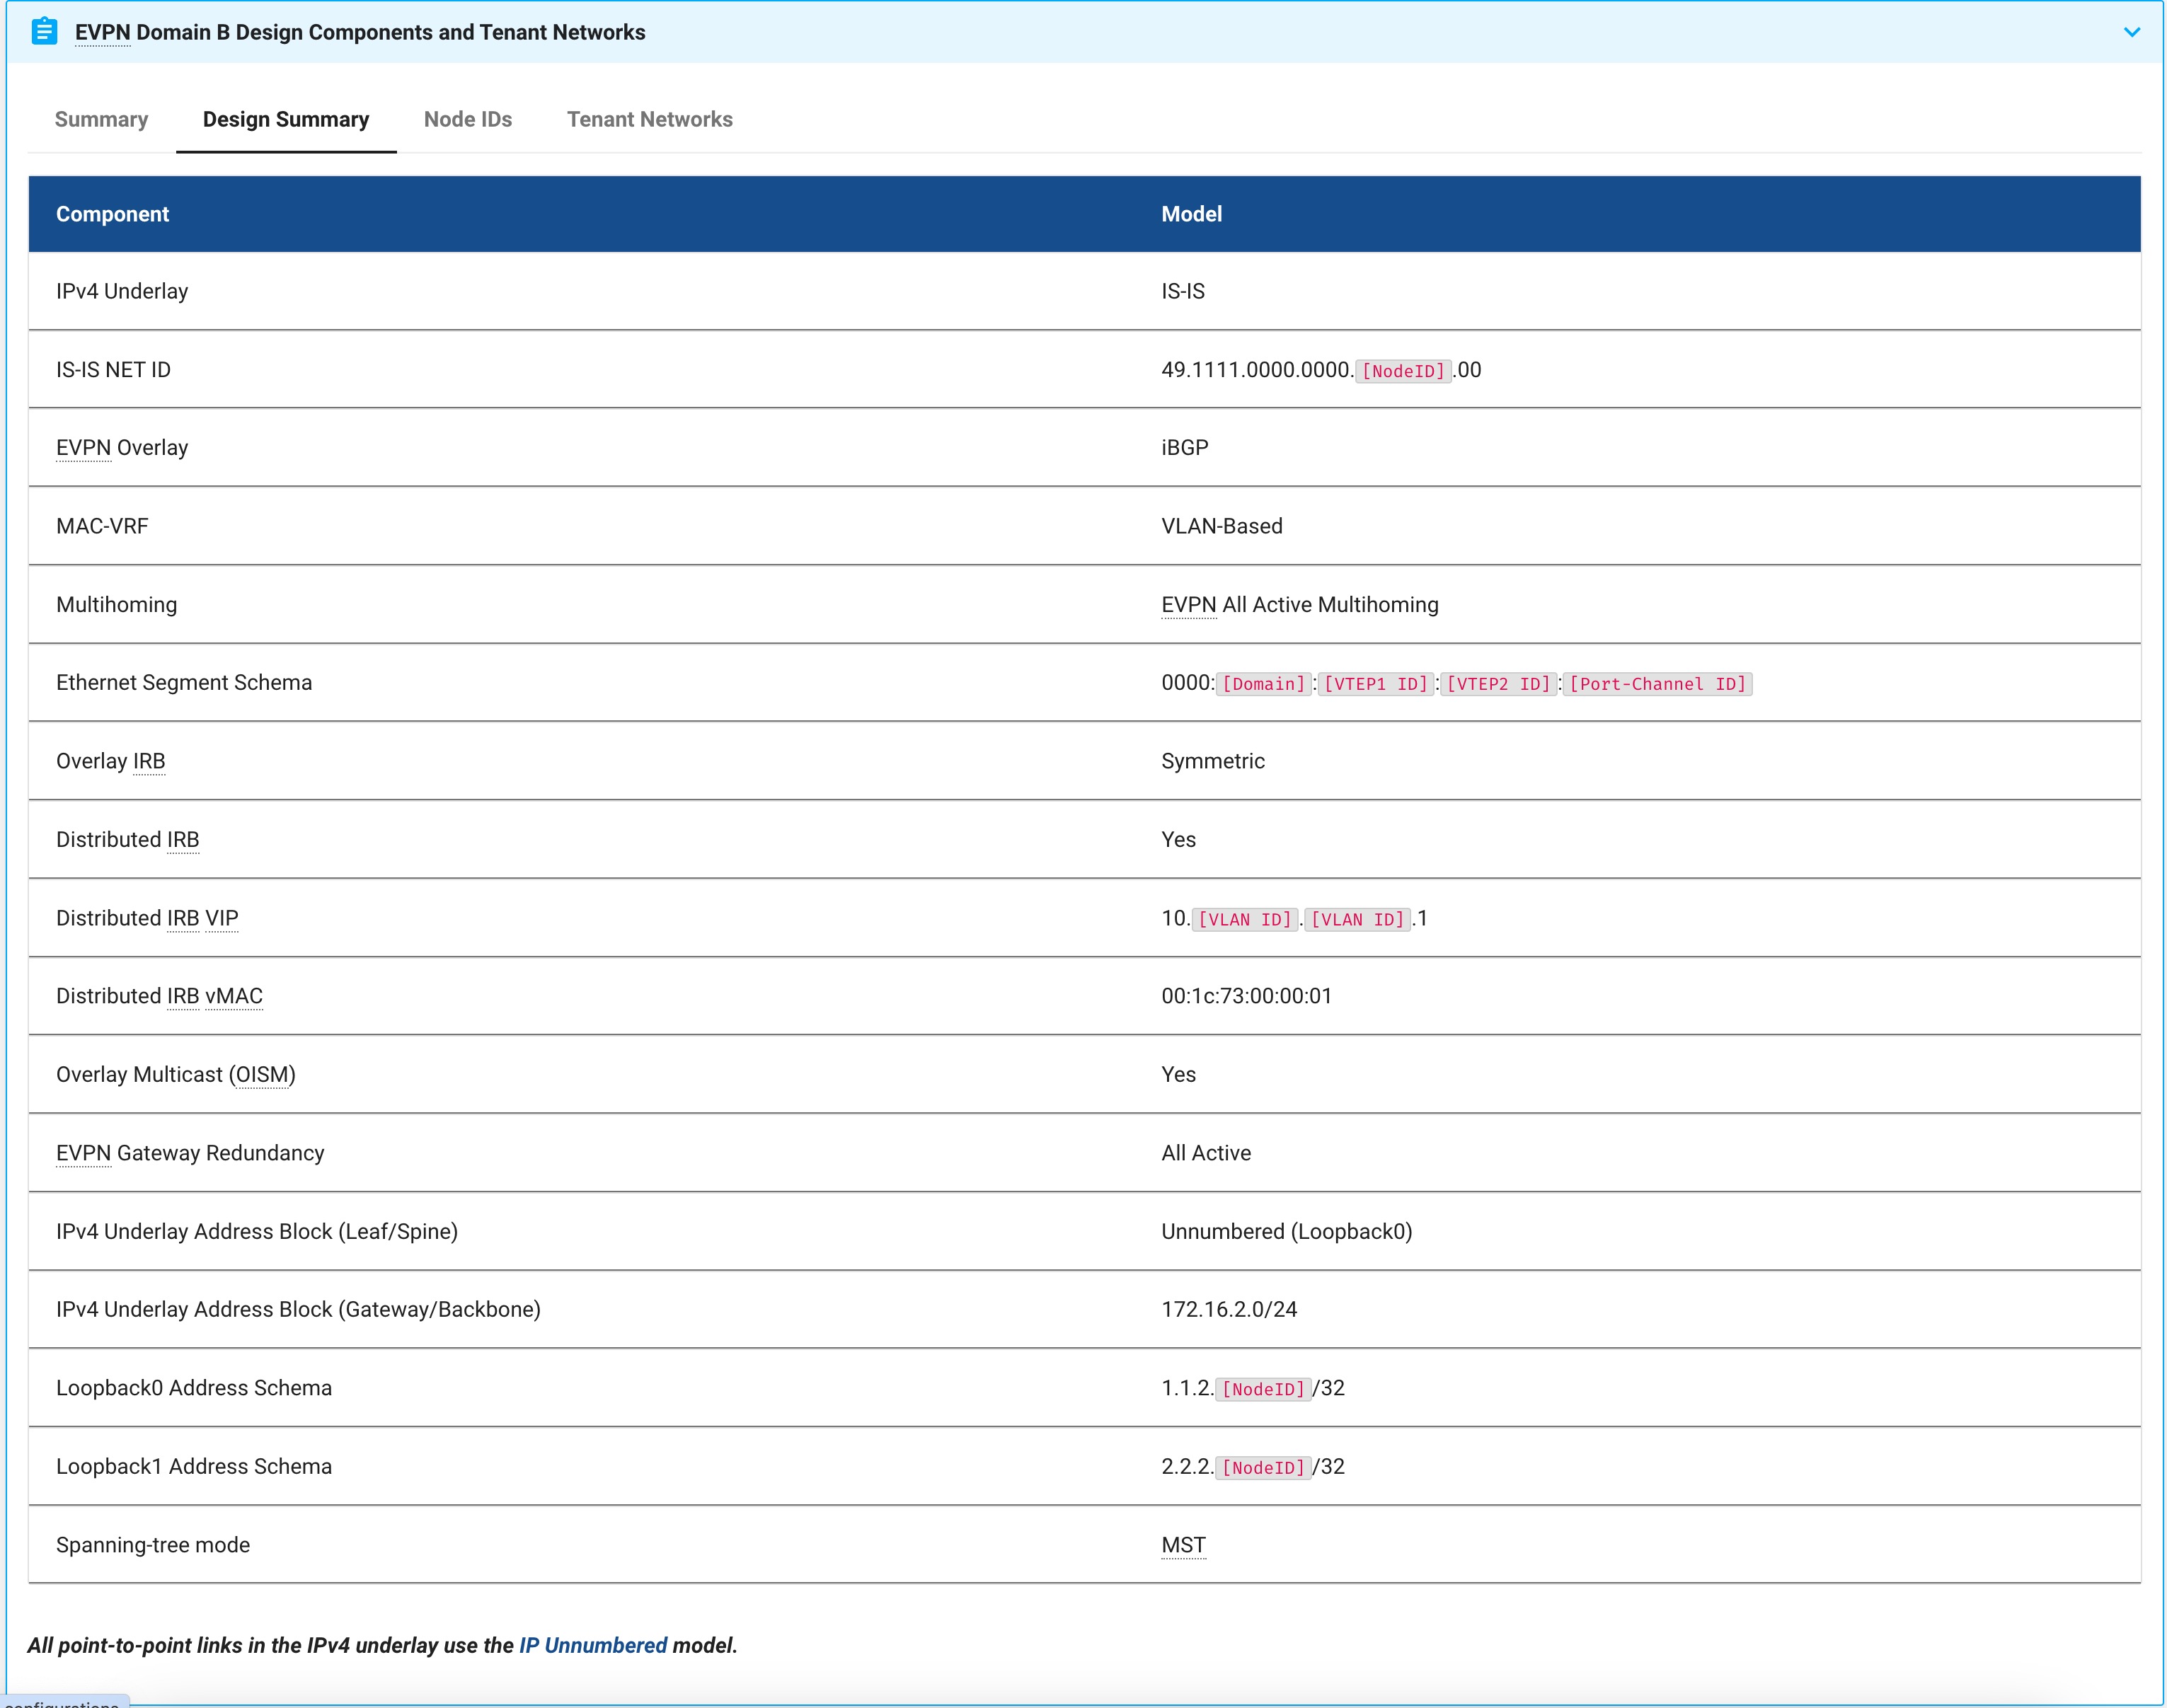 EVPN Domain B Design Components and Tenant Networks
Summary Design Summary Node IDs Tenant Networks
Component Model
IPv4 Underlay IS-IS
IS-IS NET ID 49.1111.0000.0000.[NodeID].00
EVPN Overlay iBGP
MAC-VRF VLAN-Based
Multihoming EVPN All Active Multihoming
Ethernet Segment Schema 0000:[Domain]:[VTEP1 ID]:[VTEP2 ID]:[Port-Channel ID]
Overlay IRB Symmetric
Distributed IRB Yes
Distributed IRB VIP 10.[VLAN ID].[VLAN ID].1
Distributed IRB vMAC 00:1c:73:00:00:01
Overlay Multicast (OISM) Yes
EVPN Gateway Redundancy All Active
IPv4 Underlay Address Block (Leaf/Spine) Unnumbered (Loopback0)
IPv4 Underlay Address Block (Gateway/Backbone) 172.16.2.0/24
Loopback0 Address Schema 1.1.2.[NodeID]/32
Loopback1 Address Schema 2.2.2.[NodeID]/32
Spanning-tree mode MST
All point-to-point links in the IPv4 underlay use the IP Unnumbered model.
configurations